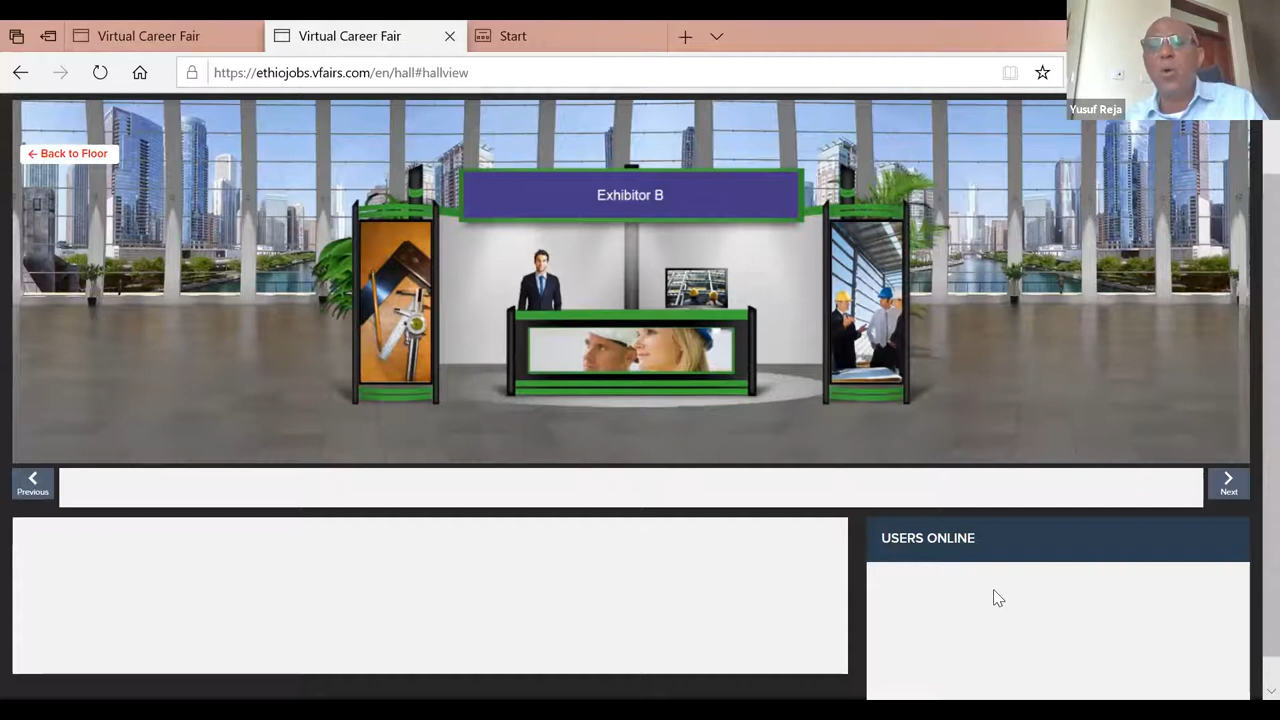 Virtual Career Fair
Virtual Career Fair
Start
https://ethiojobs.vfairs.com/en/hall#hallview
Yusuf Reja
← Back to Floor
Exhibitor B
Previous
Next
USERS ONLINE